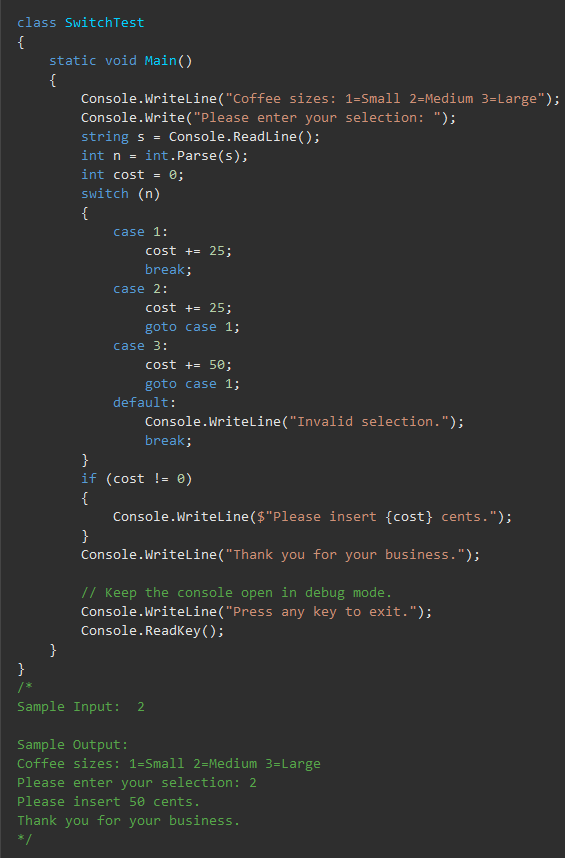 class SwitchTest
{
    static void Main()
    {
        Console.WriteLine("Coffee sizes: 1=Small 2=Medium 3=Large");
        Console.Write("Please enter your selection: ");
        string s = Console.ReadLine();
        int n = int.Parse(s);
        int cost = 0;
        switch (n)
        {
            case 1:
                cost += 25;
                break;
            case 2:
                cost += 25;
                goto case 1;
            case 3:
                cost += 50;
                goto case 1;
            default:
                Console.WriteLine("Invalid selection.");
                break;
        }
        if (cost != 0)
        {
            Console.WriteLine($"Please insert {cost} cents.");
        }
        Console.WriteLine("Thank you for your business.");

        // Keep the console open in debug mode.
        Console.WriteLine("Press any key to exit.");
        Console.ReadKey();
    }
}
/*
Sample Input:  2

Sample Output:
Coffee sizes: 1=Small 2=Medium 3=Large
Please enter your selection: 2
Please insert 50 cents.
Thank you for your business.
*/